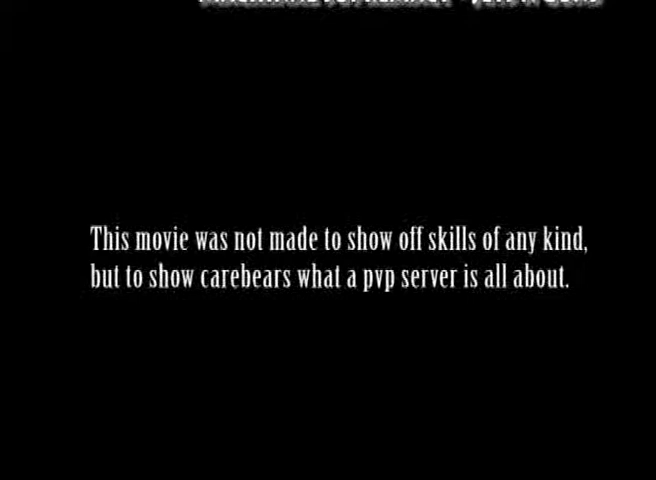 This movie was not made to show off skills of any kind,
but to show carebears what a pvp server is all about.